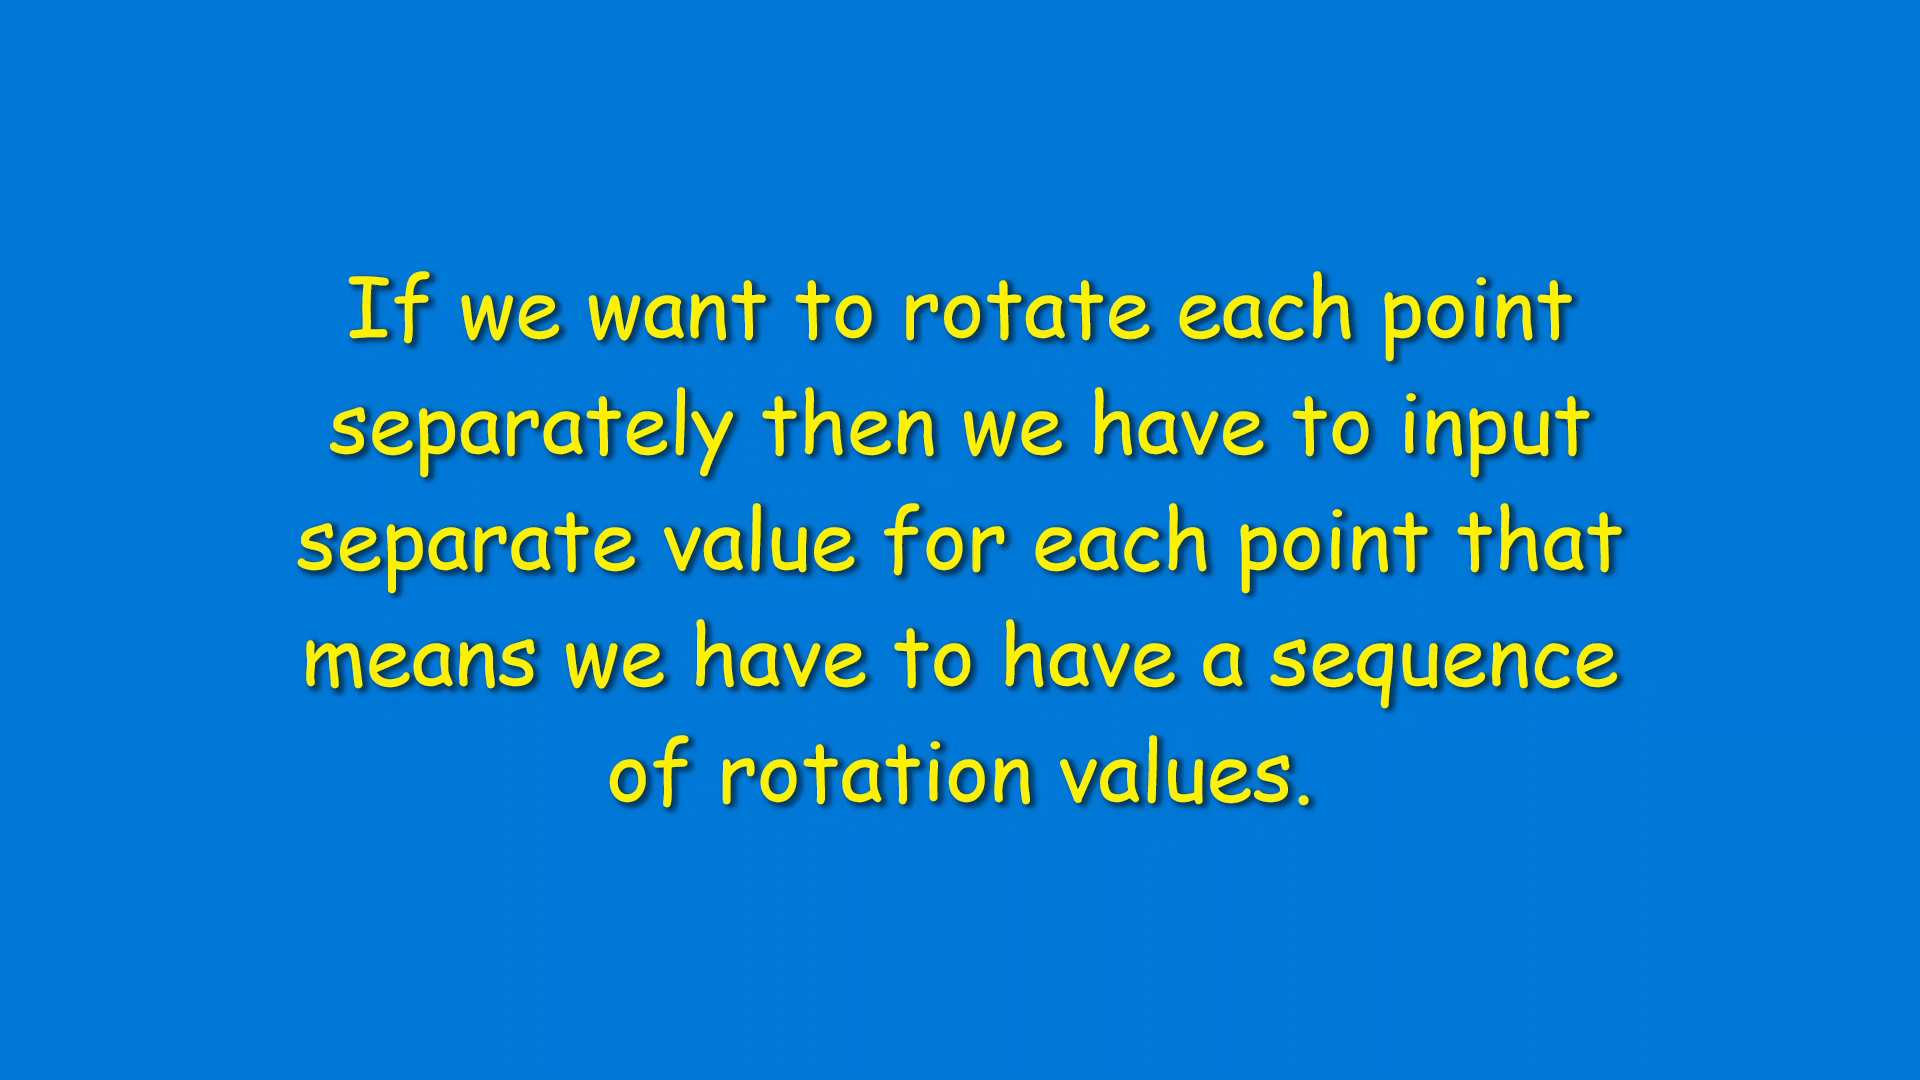 If we want to rotate each point
separately then we have to input
separate value for each point that
means we have to have a sequence
of rotation values.